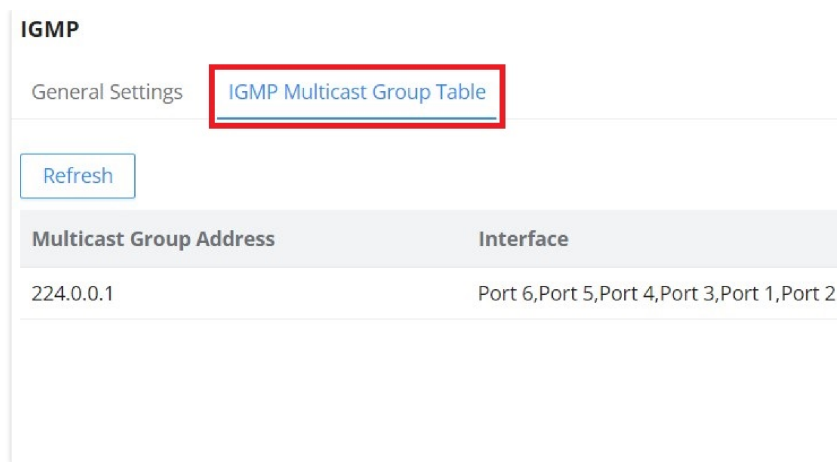 IGMP
General Settings IGMP Multicast Group Table
Refresh
Multicast Group Address Interface
224.0.0.1 Port 6,Port 5,Port 4,Port 3,Port 1,Port 2